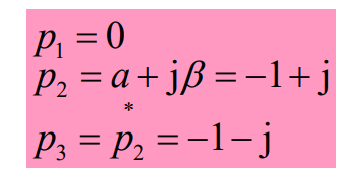 p₁ = 0
p₂ = a + jβ = −1+ j
p₃ = p₂* = −1− j